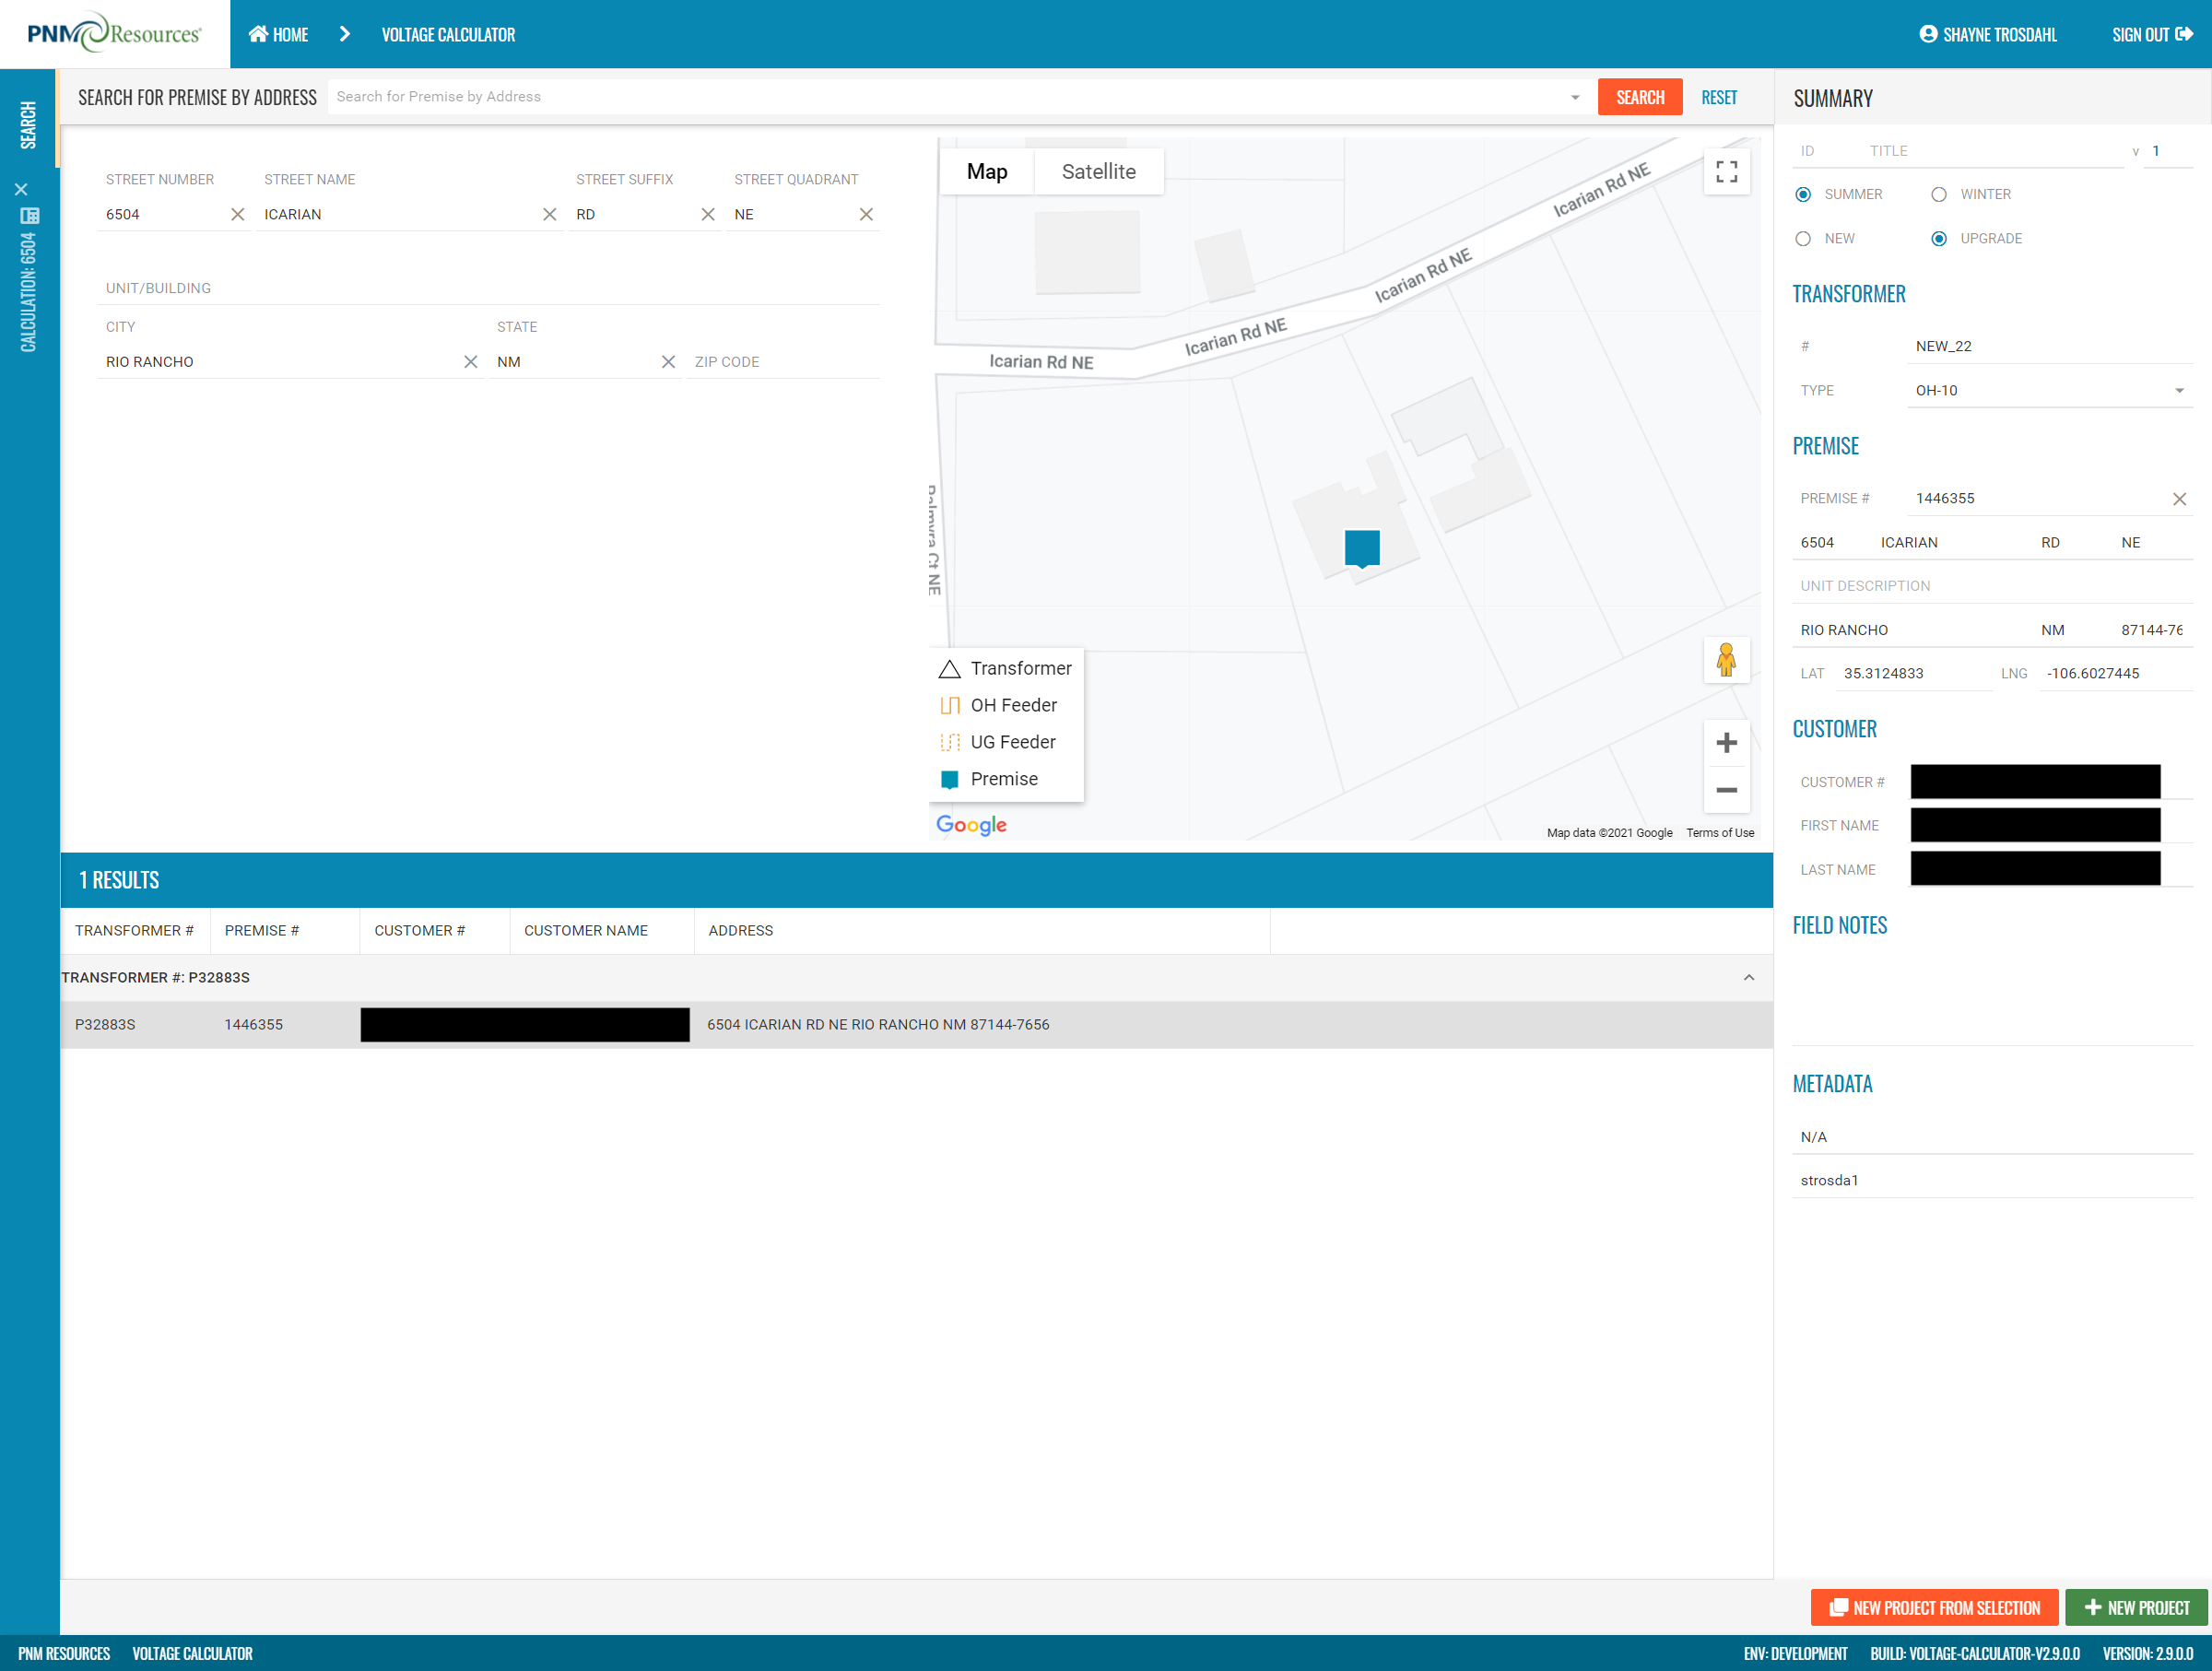 PNM Resources
HOME
VOLTAGE CALCULATOR
SHAYNE TROSDAHL
SIGN OUT
SEARCH
CALCULATION: 6504
SEARCH FOR PREMISE BY ADDRESS
Search for Premise by Address
SEARCH
RESET
STREET NUMBER
STREET NAME
STREET SUFFIX
STREET QUADRANT
6504
ICARIAN
RD
NE
UNIT/BUILDING
CITY
STATE
RIO RANCHO
NM
ZIP CODE
Map
Satellite
Icarian Rd NE
Icarian Rd NE
Icarian Rd NE
Icarian Rd NE
Palmyra Ct NE
Transformer
OH Feeder
UG Feeder
Premise
Google
Map data ©2021 Google
Terms of Use
1 RESULTS
TRANSFORMER #
PREMISE #
CUSTOMER #
CUSTOMER NAME
ADDRESS
TRANSFORMER #: P32883S
P32883S
1446355
6504 ICARIAN RD NE RIO RANCHO NM 87144-7656
SUMMARY
ID
TITLE
v
1
SUMMER
WINTER
NEW
UPGRADE
TRANSFORMER
#
NEW_22
TYPE
OH-10
PREMISE
PREMISE #
1446355
6504
ICARIAN
RD
NE
UNIT DESCRIPTION
RIO RANCHO
NM
87144-76
LAT
35.3124833
LNG
-106.6027445
CUSTOMER
CUSTOMER #
FIRST NAME
LAST NAME
FIELD NOTES
METADATA
N/A
strosda1
NEW PROJECT FROM SELECTION
NEW PROJECT
PNM RESOURCES
VOLTAGE CALCULATOR
ENV: DEVELOPMENT
BUILD: VOLTAGE-CALCULATOR-V2.9.0.0
VERSION: 2.9.0.0